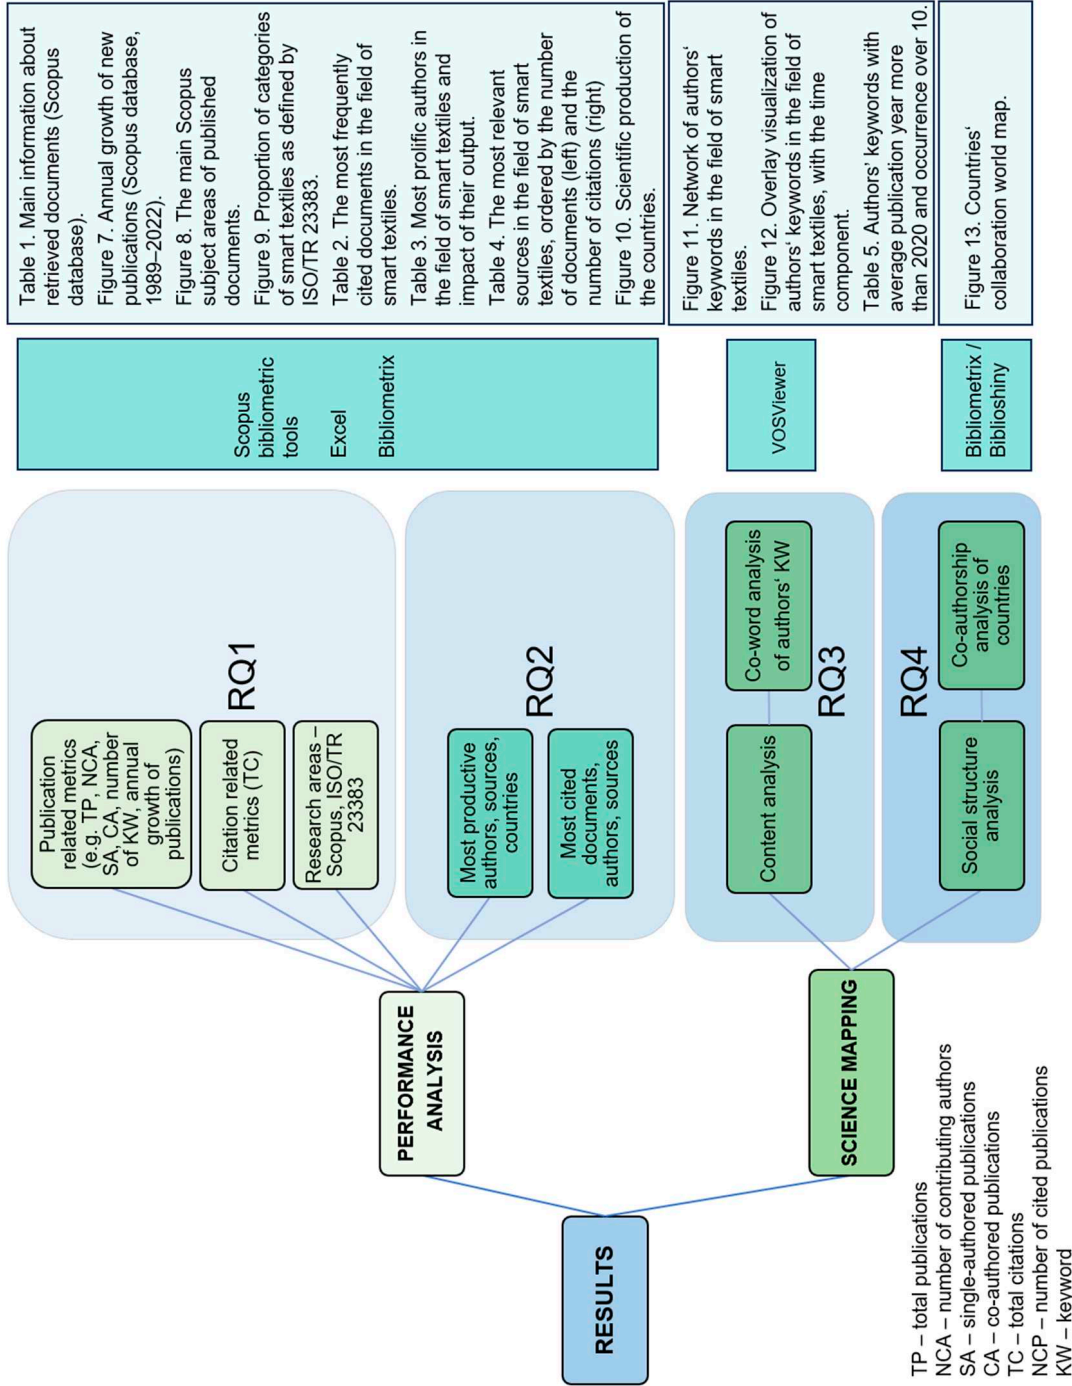 RESULTS
PERFORMANCE
ANALYSIS
SCIENCE MAPPING
Publication
related metrics
(e.g. TP, NCA,
SA, CA, number
of KW, annual
growth of
publications)
Citation related
metrics (TC)
Research areas –
Scopus, ISO/TR
23383
RQ1
Most productive
authors, sources,
countries
Most cited
documents,
authors, sources
RQ2
Content analysis
Co-word analysis
of authors‘ KW
RQ3
RQ4
Social structure
analysis
Co-authorship
analysis of
countries
Scopus
bibliometric
tools
Excel
Bibliometrix
VOSViewer
Bibliometrix /
Biblioshiny
Table 1. Main information about
retrieved documents (Scopus
database).
Figure 7. Annual growth of new
publications (Scopus database,
1989–2022).
Figure 8. The main Scopus
subject areas of published
documents.
Figure 9. Proportion of categories
of smart textiles as defined by
ISO/TR 23383.
Table 2. The most frequently
cited documents in the field of
smart textiles.
Table 3. Most prolific authors in
the field of smart textiles and
impact of their output.
Table 4. The most relevant
sources in the field of smart
textiles, ordered by the number
of documents (left) and the
number of citations (right)
Figure 10. Scientific production of
the countries.
Figure 11. Network of authors‘
keywords in the field of smart
textiles.
Figure 12. Overlay visualization of
authors‘ keywords in the field of
smart textiles, with the time
component.
Table 5. Authors‘ keywords with
average publication year more
than 2020 and occurrence over 10.
Figure 13. Countries‘
collaboration world map.
TP – total publications
NCA – number of contributing authors
SA – single-authored publications
CA – co-authored publications
TC – total citations
NCP – number of cited publications
KW – keyword